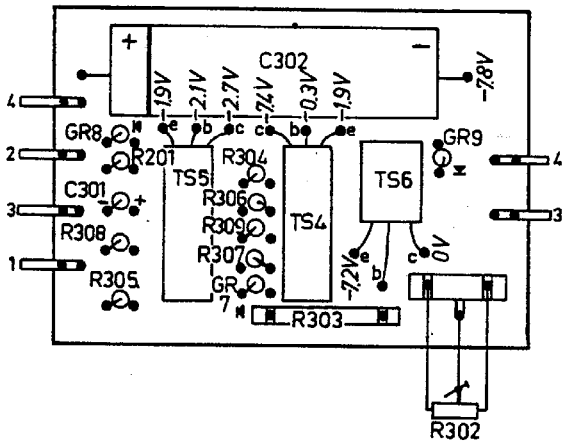 +
-
C302
-1,9V
-2.1V
-2.7V
-7,4V
-0,3V
-1,9V
-7,8V
4
e
b
c
c
b
e
GR8
GR9
2
R201
R304
4
TS5
TS6
C301
-
+
R306
TS4
3
R309
3
R308
R307
e
c
0V
1
-7,2V
b
R305.
GR
7
R303
R302